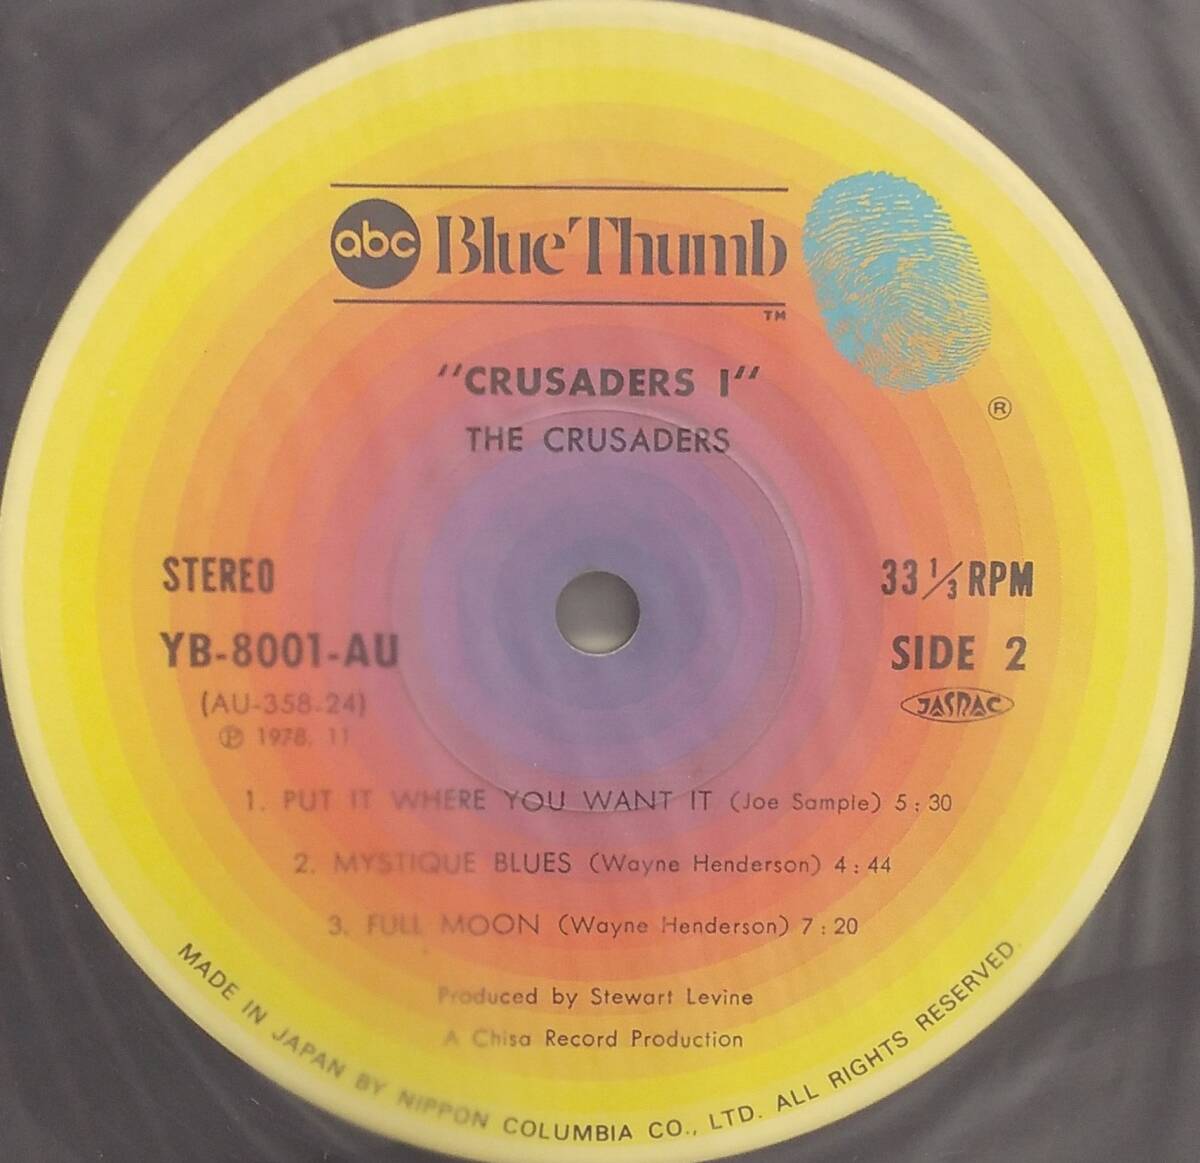 abc Blue Thumb
TM
R
"CRUSADERS I"
THE CRUSADERS
STEREO
33 1/3 RPM
YB-8001-AU
SIDE 2
(AU-358-24)
JASRAC
Ⓟ 1978. 11
1. PUT IT WHERE YOU WANT IT (Joe Sample) 5:30
2. MYSTIQUE BLUES (Wayne Henderson) 4:44
3. FULL MOON (Wayne Henderson) 7:20
Produced by Stewart Levine
A Chisa Record Production
MADE IN JAPAN BY NIPPON COLUMBIA CO., LTD. ALL RIGHTS RESERVED.